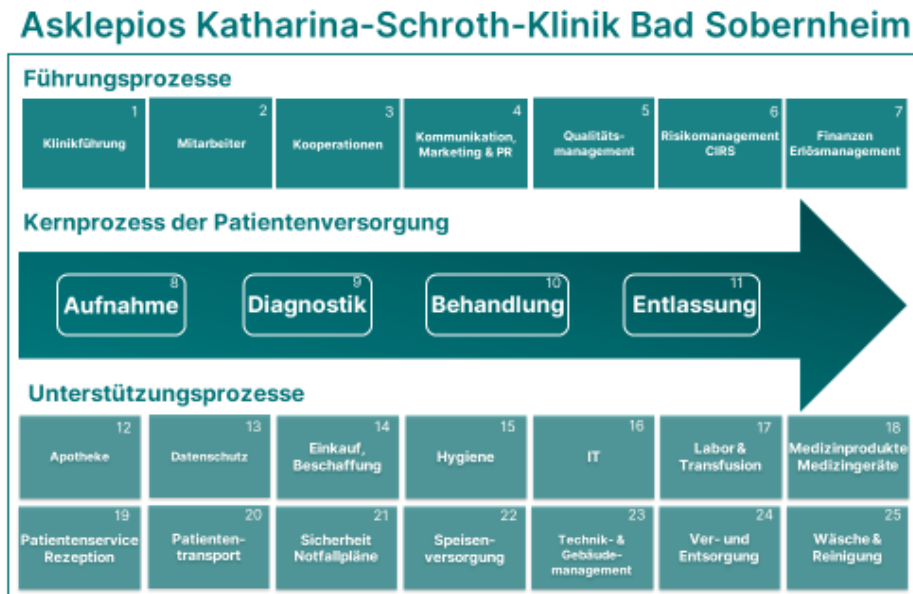 Asklepios Katharina-Schroth-Klinik Bad Sobernheim
Führungsprozesse
1
Klinikführung
2
Mitarbeiter
3
Kooperationen
4
Kommunikation,
Marketing & PR
5
Qualitäts-
management
6
Risikomanagement
CIRS
7
Finanzen
Erlösmanagement
Kernprozess der Patientenversorgung
8
Aufnahme
9
Diagnostik
10
Behandlung
11
Entlassung
Unterstützungsprozesse
12
Apotheke
13
Datenschutz
14
Einkauf,
Beschaffung
15
Hygiene
16
IT
17
Labor &
Transfusion
18
Medizinprodukte
Medizingeräte
19
Patientenservice
Rezeption
20
Patienten-
transport
21
Sicherheit
Notfallpläne
22
Speisen-
versorgung
23
Technik- &
Gebäude-
management
24
Ver- und
Entsorgung
25
Wäsche &
Reinigung